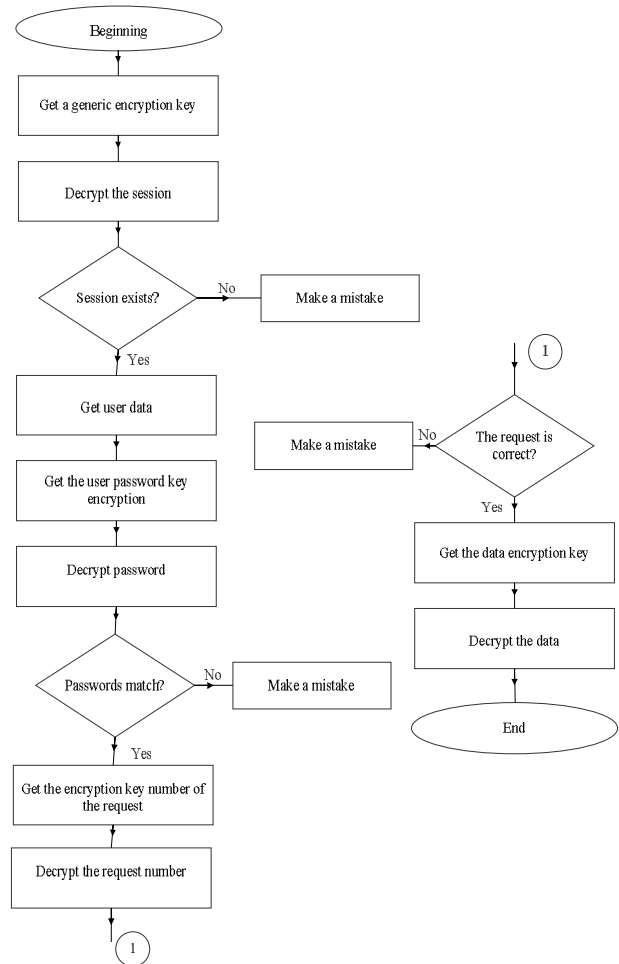 Beginning
Get a generic encryption key
Decrypt the session
Session exists?
No
Make a mistake
Yes
Get user data
Get the user password key
encryption
Decrypt password
Passwords match?
No
Make a mistake
Yes
Get the encryption key number of
the request
Decrypt the request number
1
1
The request is
correct?
No
Make a mistake
Yes
Get the data encryption key
Decrypt the data
End